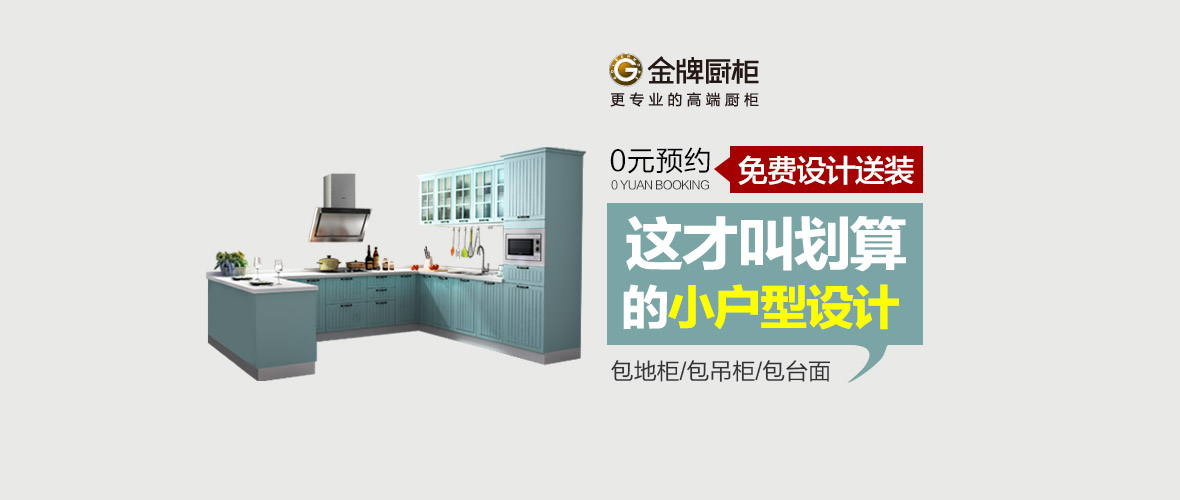 金牌厨柜
更专业的高端厨柜
0元预约
0 YUAN BOOKING
免费设计送装
这才叫划算
的小户型设计
包地柜/包吊柜/包台面